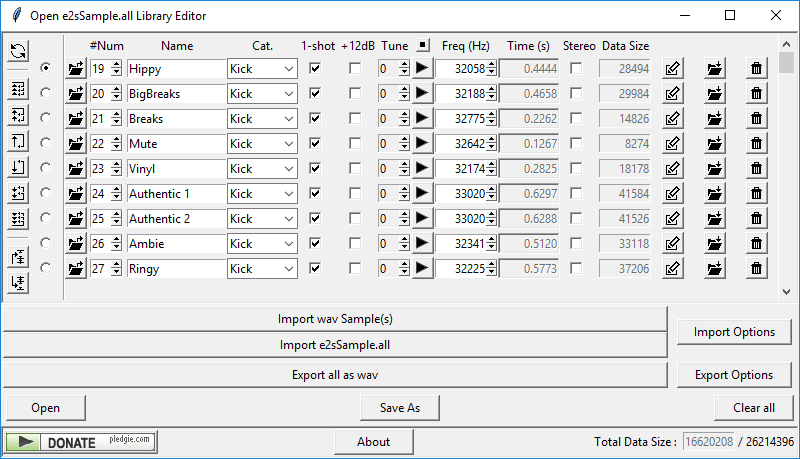 Open e2sSample.all Library Editor
#Num Name Cat. 1-shot +12dB Tune Freq (Hz) Time (s) Stereo Data Size
19 Hippy Kick 0 32058 0.4444 28494
20 BigBreaks Kick 0 32188 0.4658 29984
21 Breaks Kick 0 32775 0.2262 14826
22 Mute Kick 0 32642 0.1267 8274
23 Vinyl Kick 0 32174 0.2825 18178
24 Authentic 1 Kick 0 33020 0.6297 41584
25 Authentic 2 Kick 0 33020 0.6288 41526
26 Ambie Kick 0 32341 0.5120 33118
27 Ringy Kick 0 32225 0.5773 37206
Import wav Sample(s)
Import Options
Import e2sSample.all
Export all as wav Export Options
Open Save As Clear all
DONATE pledgie.com About Total Data Size : 16620208 / 26214396